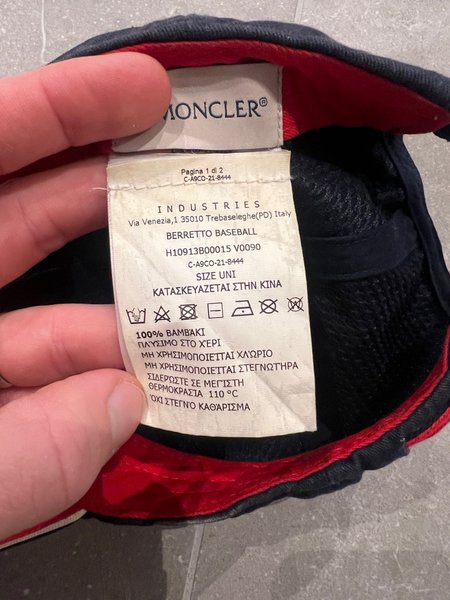 MONCLER®
Pagina 1 di 2
C-A9CO-21-8444
INDUSTRIES
Via Venezia,1 35010 Trebaseleghe(PD) Italy
BERRETTO BASEBALL
H10913B00015 V0090
C-A9CO-21-8444
SIZE UNI
ΚΑΤΑΣΚΕΥΑΖΕΤΑΙ ΣΤΗΝ ΚΙΝΑ
100% ΒΑΜΒΑΚΙ
ΠΛΥΣΙΜΟ ΣΤΟ ΧΕΡΙ
ΜΗ ΧΡΗΣΙΜΟΠΟΙΕΙΤΑΙ ΧΛΩΡΙΟ
ΜΗ ΧΡΗΣΙΜΟΠΟΙΕΙΤΑΙ ΣΤΕΓΝΩΤΗΡΑ
ΣΙΔΕΡΩΣΤΕ ΣΕ ΜΕΓΙΣΤΗ
ΘΕΡΜΟΚΡΑΣΙΑ 110 °C
ΌΧΙ ΣΤΕΓΝΟ ΚΑΘΑΡΙΣΜΑ